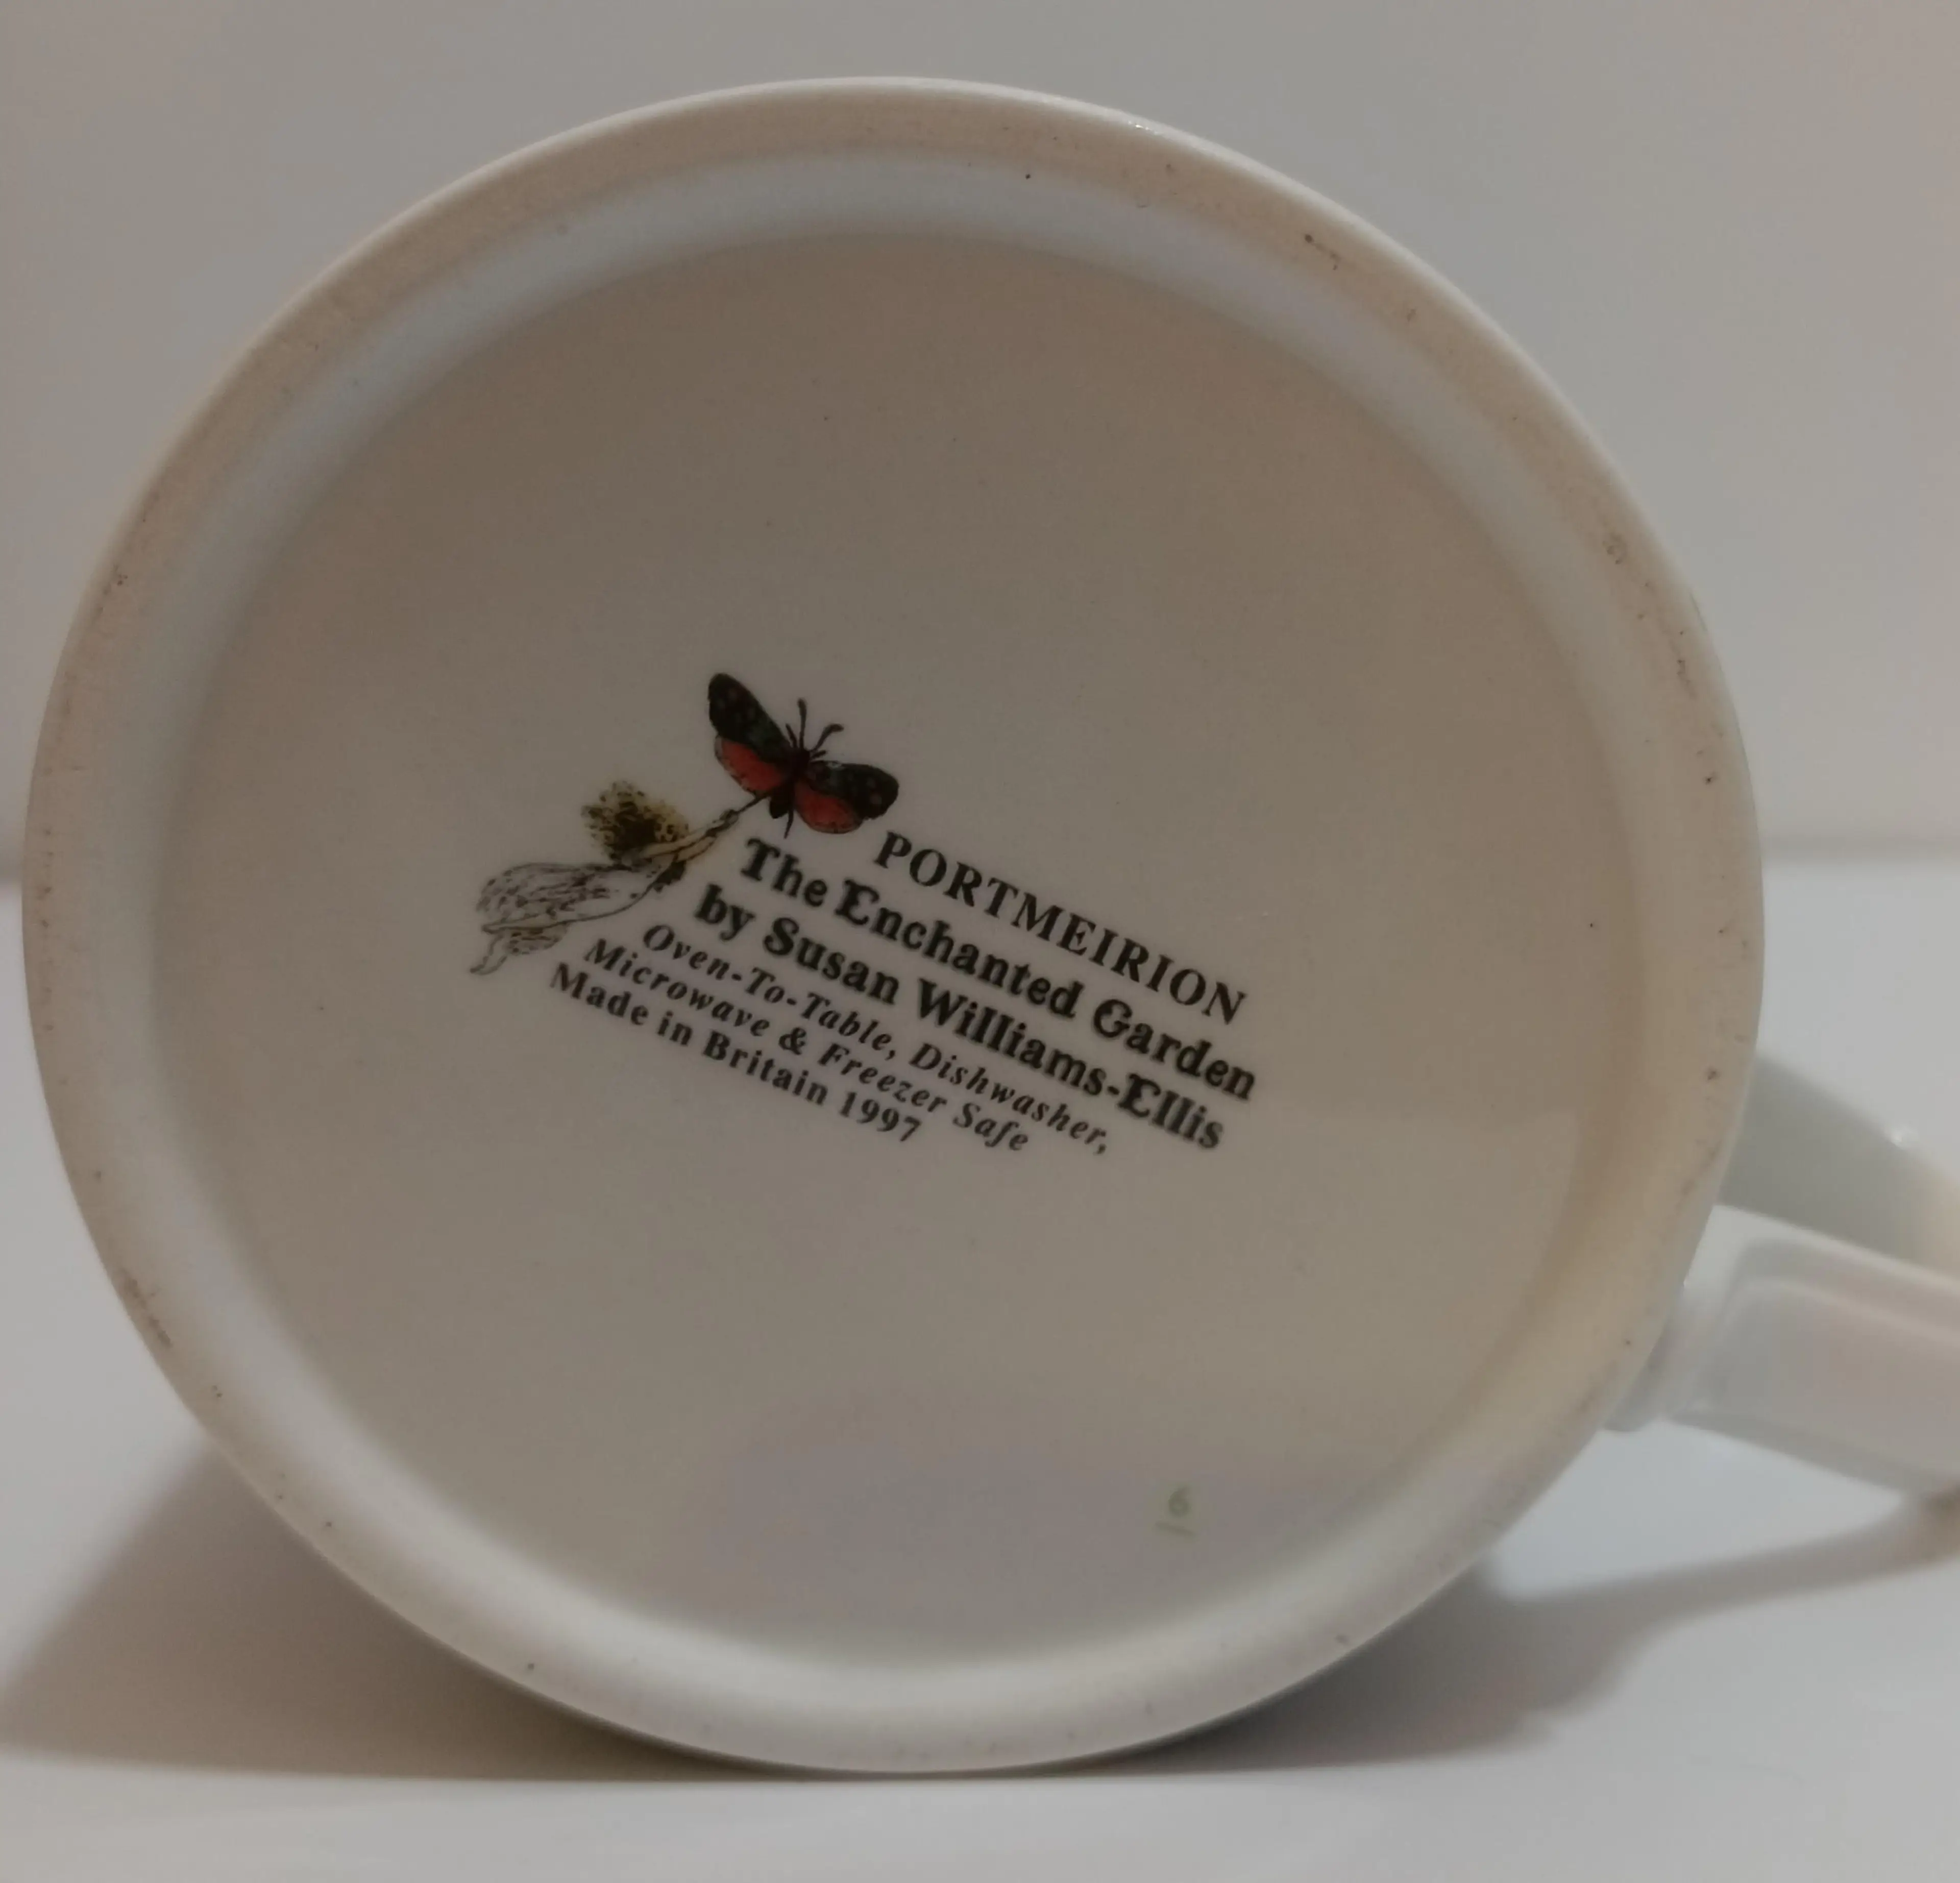 PORTMEIRION
The Enchanted Garden
by Susan Williams-Ellis
Oven-To-Table, Dishwasher,
Microwave & Freezer Safe
Made in Britain 1997
6